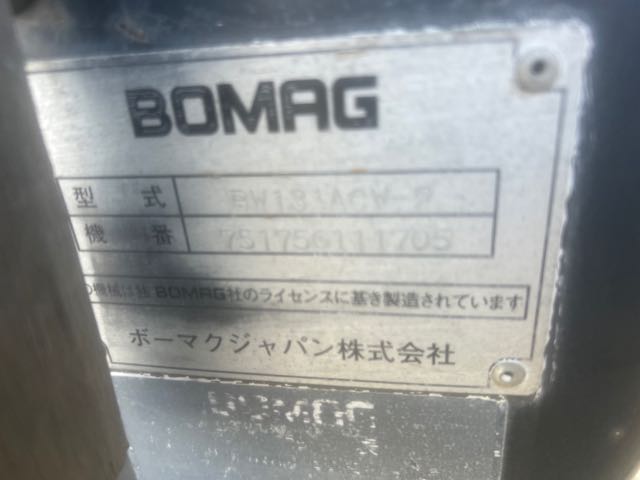 BOMAG
型 式 BW131ACW-2
機 番 751756111705
の機械は独BOMAG社のライセンスに基き製造されています
ボーマクジャパン株式会社
BOMAG